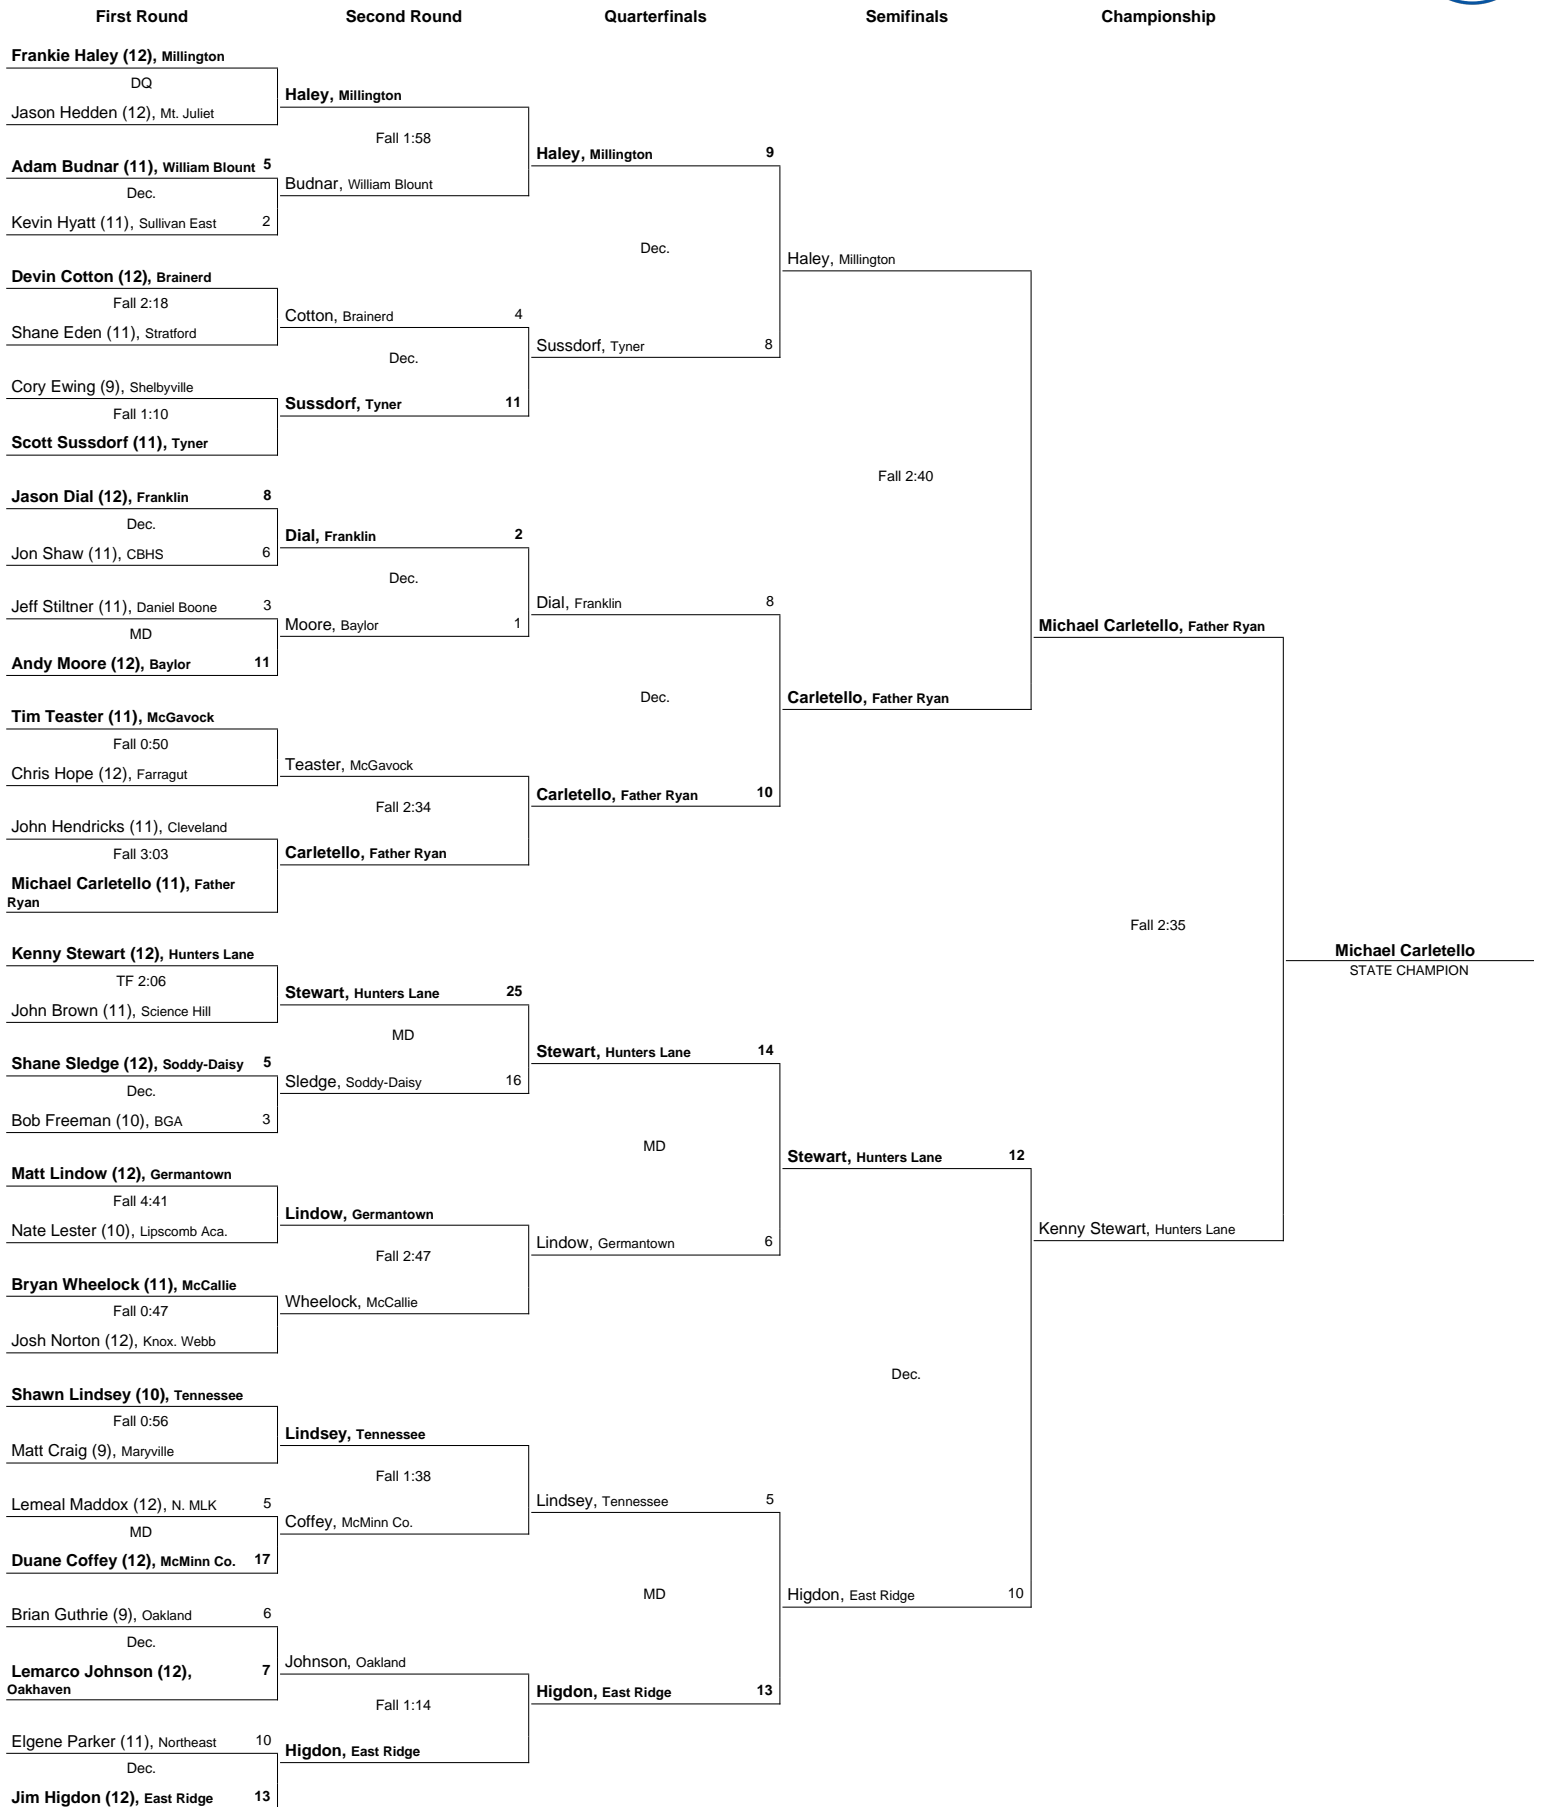 First Round
Second Round
Quarterfinals
Semifinals
Championship
Frankie Haley (12), Millington
DQ
Jason Hedden (12), Mt. Juliet
Adam Budnar (11), William Blount 5
Dec.
Kevin Hyatt (11), Sullivan East 2
Devin Cotton (12), Brainerd
Fall 2:18
Shane Eden (11), Stratford
Cory Ewing (9), Shelbyville
Fall 1:10
Scott Sussdorf (11), Tyner
Jason Dial (12), Franklin 8
Dec.
Jon Shaw (11), CBHS 6
Jeff Stiltner (11), Daniel Boone 3
MD
Andy Moore (12), Baylor 11
Tim Teaster (11), McGavock
Fall 0:50
Chris Hope (12), Farragut
John Hendricks (11), Cleveland
Fall 3:03
Michael Carletello (11), Father
Ryan
Kenny Stewart (12), Hunters Lane
TF 2:06
John Brown (11), Science Hill
Shane Sledge (12), Soddy-Daisy 5
Dec.
Bob Freeman (10), BGA 3
Matt Lindow (12), Germantown
Fall 4:41
Nate Lester (10), Lipscomb Aca.
Bryan Wheelock (11), McCallie
Fall 0:47
Josh Norton (12), Knox. Webb
Shawn Lindsey (10), Tennessee
Fall 0:56
Matt Craig (9), Maryville
Lemeal Maddox (12), N. MLK 5
MD
Duane Coffey (12), McMinn Co. 17
Brian Guthrie (9), Oakland 6
Dec.
Lemarco Johnson (12), 7
Oakhaven
Elgene Parker (11), Northeast 10
Dec.
Jim Higdon (12), East Ridge 13
Haley, Millington
Fall 1:58
Budnar, William Blount
Cotton, Brainerd 4
Dec.
Sussdorf, Tyner 11
Dial, Franklin 2
Dec.
Moore, Baylor 1
Teaster, McGavock
Fall 2:34
Carletello, Father Ryan
Stewart, Hunters Lane 25
MD
Sledge, Soddy-Daisy 16
Lindow, Germantown
Fall 2:47
Wheelock, McCallie
Lindsey, Tennessee
Fall 1:38
Coffey, McMinn Co.
Johnson, Oakland
Fall 1:14
Higdon, East Ridge
Haley, Millington 9
Dec.
Sussdorf, Tyner 8
Dial, Franklin 8
Dec.
Carletello, Father Ryan 10
Stewart, Hunters Lane 14
MD
Lindow, Germantown 6
Lindsey, Tennessee 5
MD
Higdon, East Ridge 13
Haley, Millington
Fall 2:40
Carletello, Father Ryan
Stewart, Hunters Lane 12
Dec.
Higdon, East Ridge 10
Michael Carletello, Father Ryan
Fall 2:35
Kenny Stewart, Hunters Lane
Michael Carletello
STATE CHAMPION